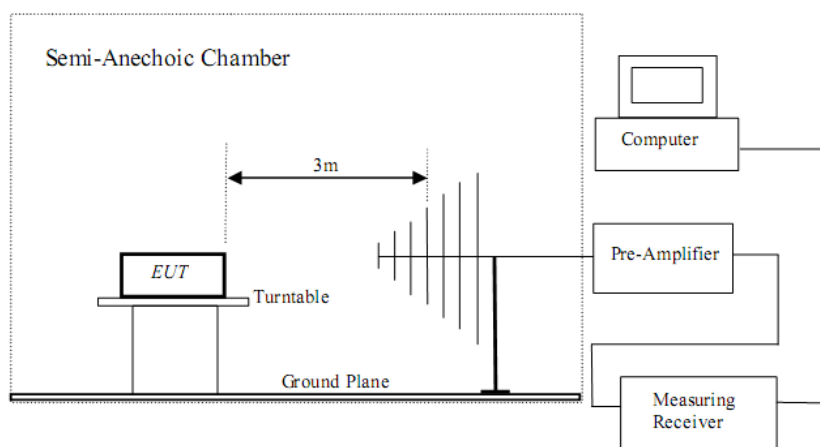 Semi-Anechoic Chamber
3m
EUT
Turntable
Ground Plane
Computer
Pre-Amplifier
Measuring
Receiver